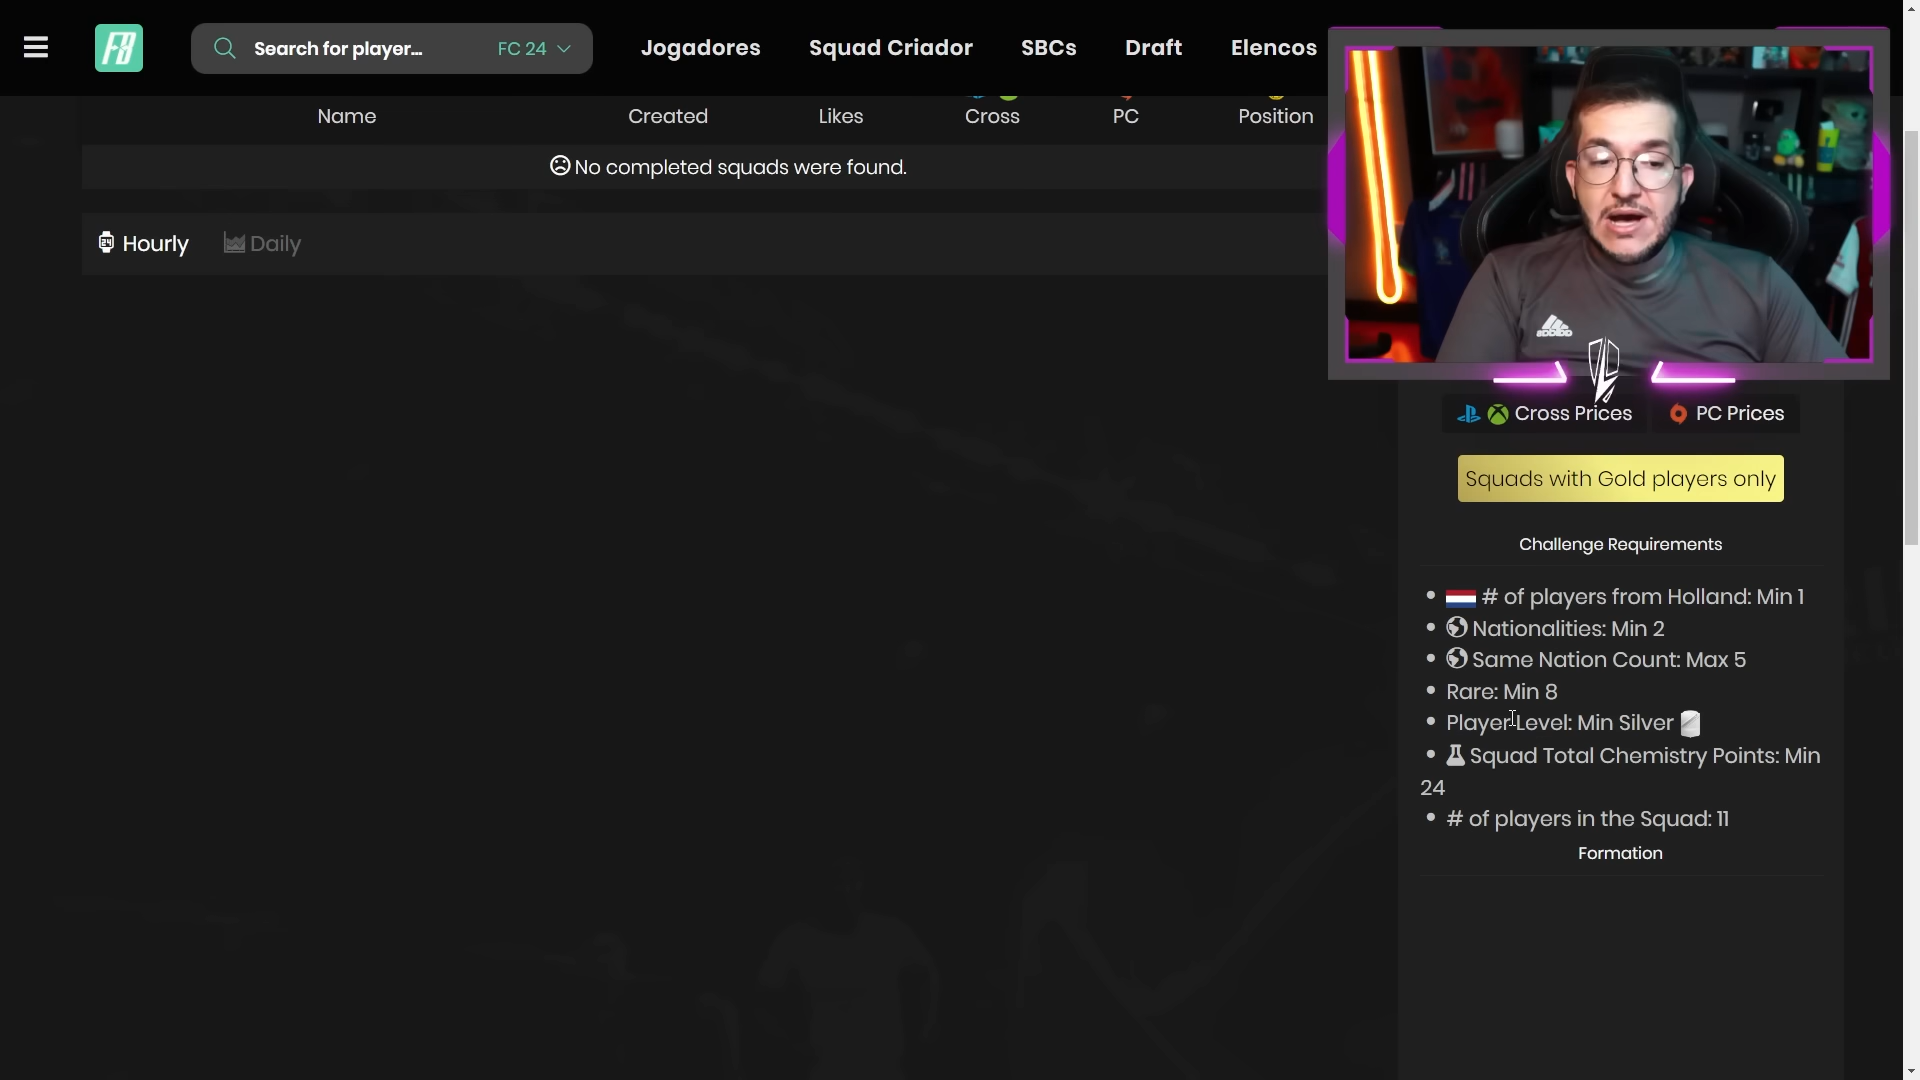 Search for player...
FC 24
Jogadores
Squad Criador
SBCs
Draft
Elencos
Name
Created
Likes
Cross
PC
Position
No completed squads were found.
Hourly
Daily
adidas
Cross Prices
PC Prices
Squads with Gold players only
Challenge Requirements
# of players from Holland: Min 1
Nationalities: Min 2
Same Nation Count: Max 5
Rare: Min 8
Player Level: Min Silver
Squad Total Chemistry Points: Min
24
# of players in the Squad: 11
Formation